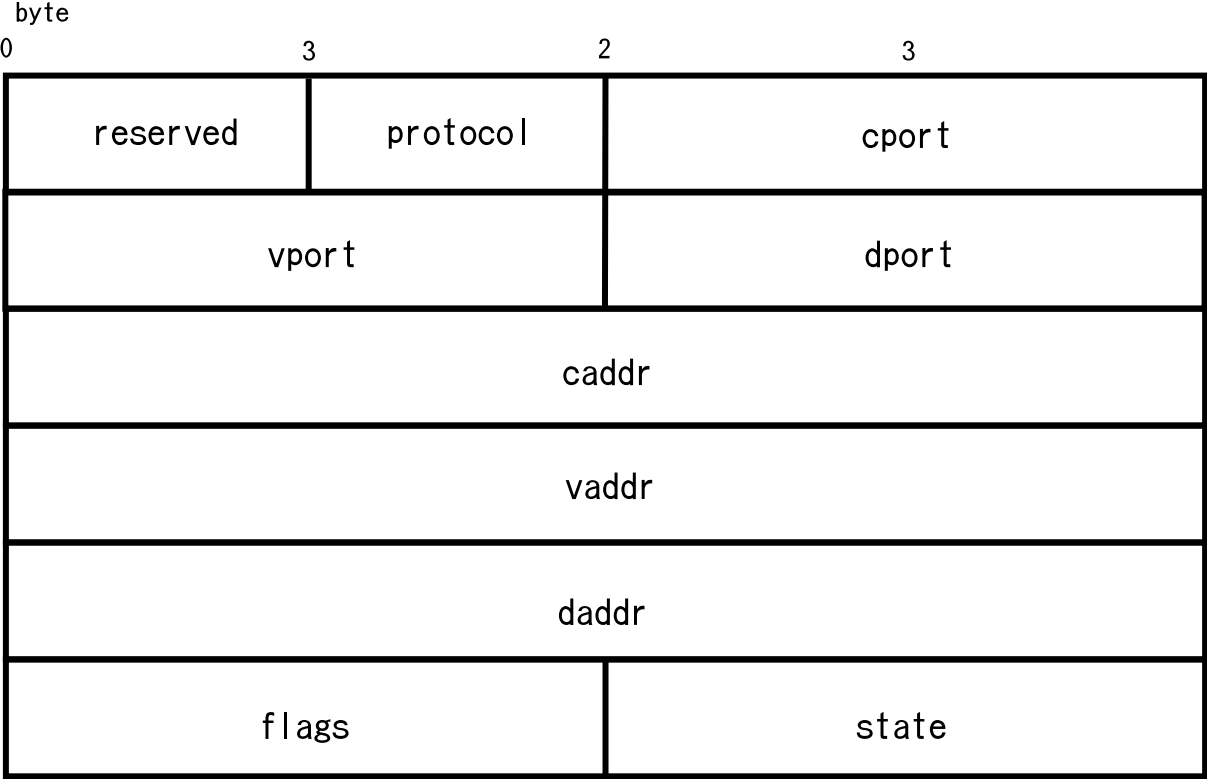 byte
0 3 2 3
reserved protocol cport
vport dport
caddr
vaddr
daddr
flags state